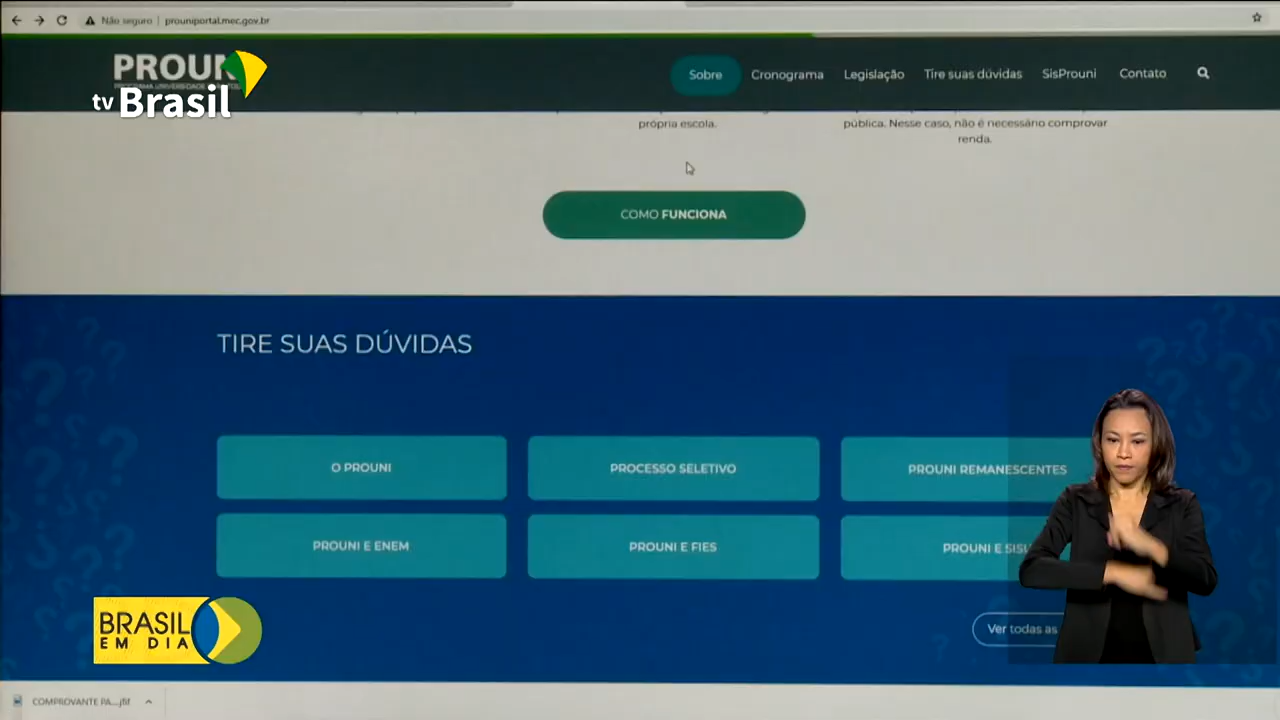 Não seguro | prouniportal.mec.gov.br
PROUNI
tv Brasil
Sobre
Cronograma
Legislação
Tire suas dúvidas
SisProuni
Contato
própria escola.
pública. Nesse caso, não é necessário comprovar
renda.
COMO FUNCIONA
TIRE SUAS DÚVIDAS
O PROUNI
PROCESSO SELETIVO
PROUNI REMANESCENTES
PROUNI E ENEM
PROUNI E FIES
PROUNI E SISU
Ver todas as
BRASIL
EM DIA
COMPROVANTE PA....jfif